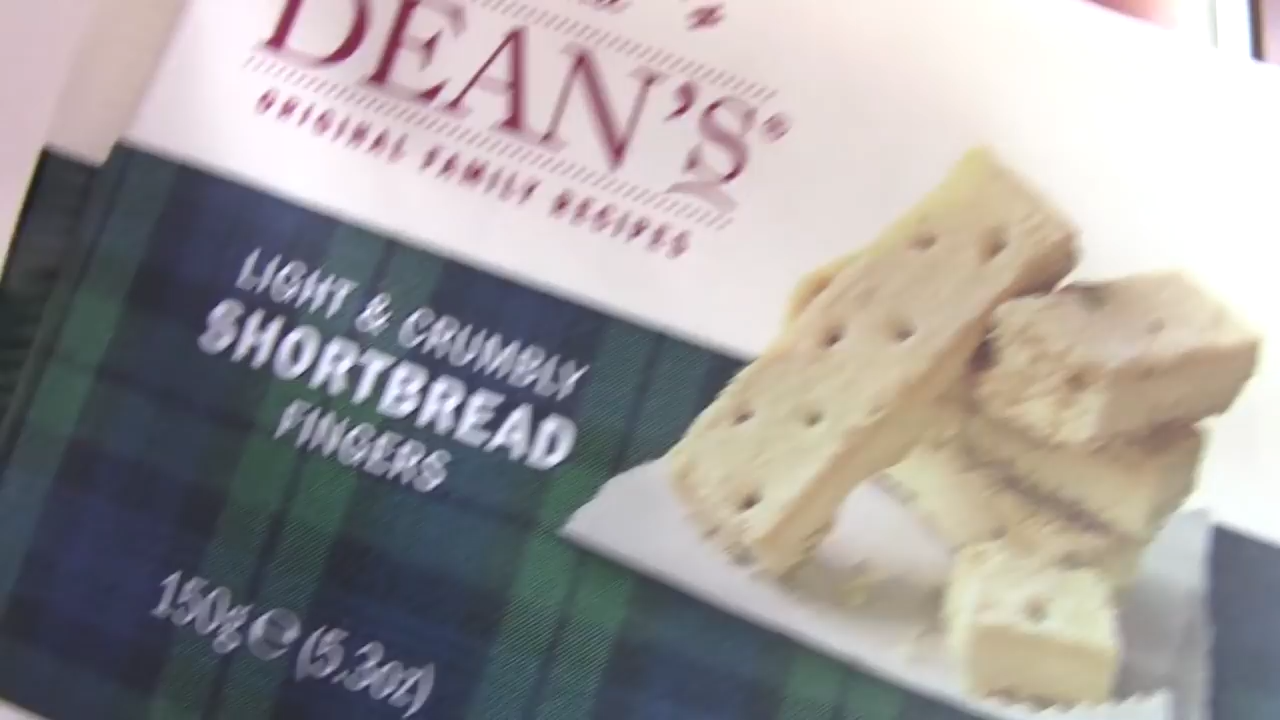 DEAN'S®
ORIGINAL FAMILY RECIPES
LIGHT & CRUMBLY
SHORTBREAD
FINGERS
150g ℮ (5.3oz)